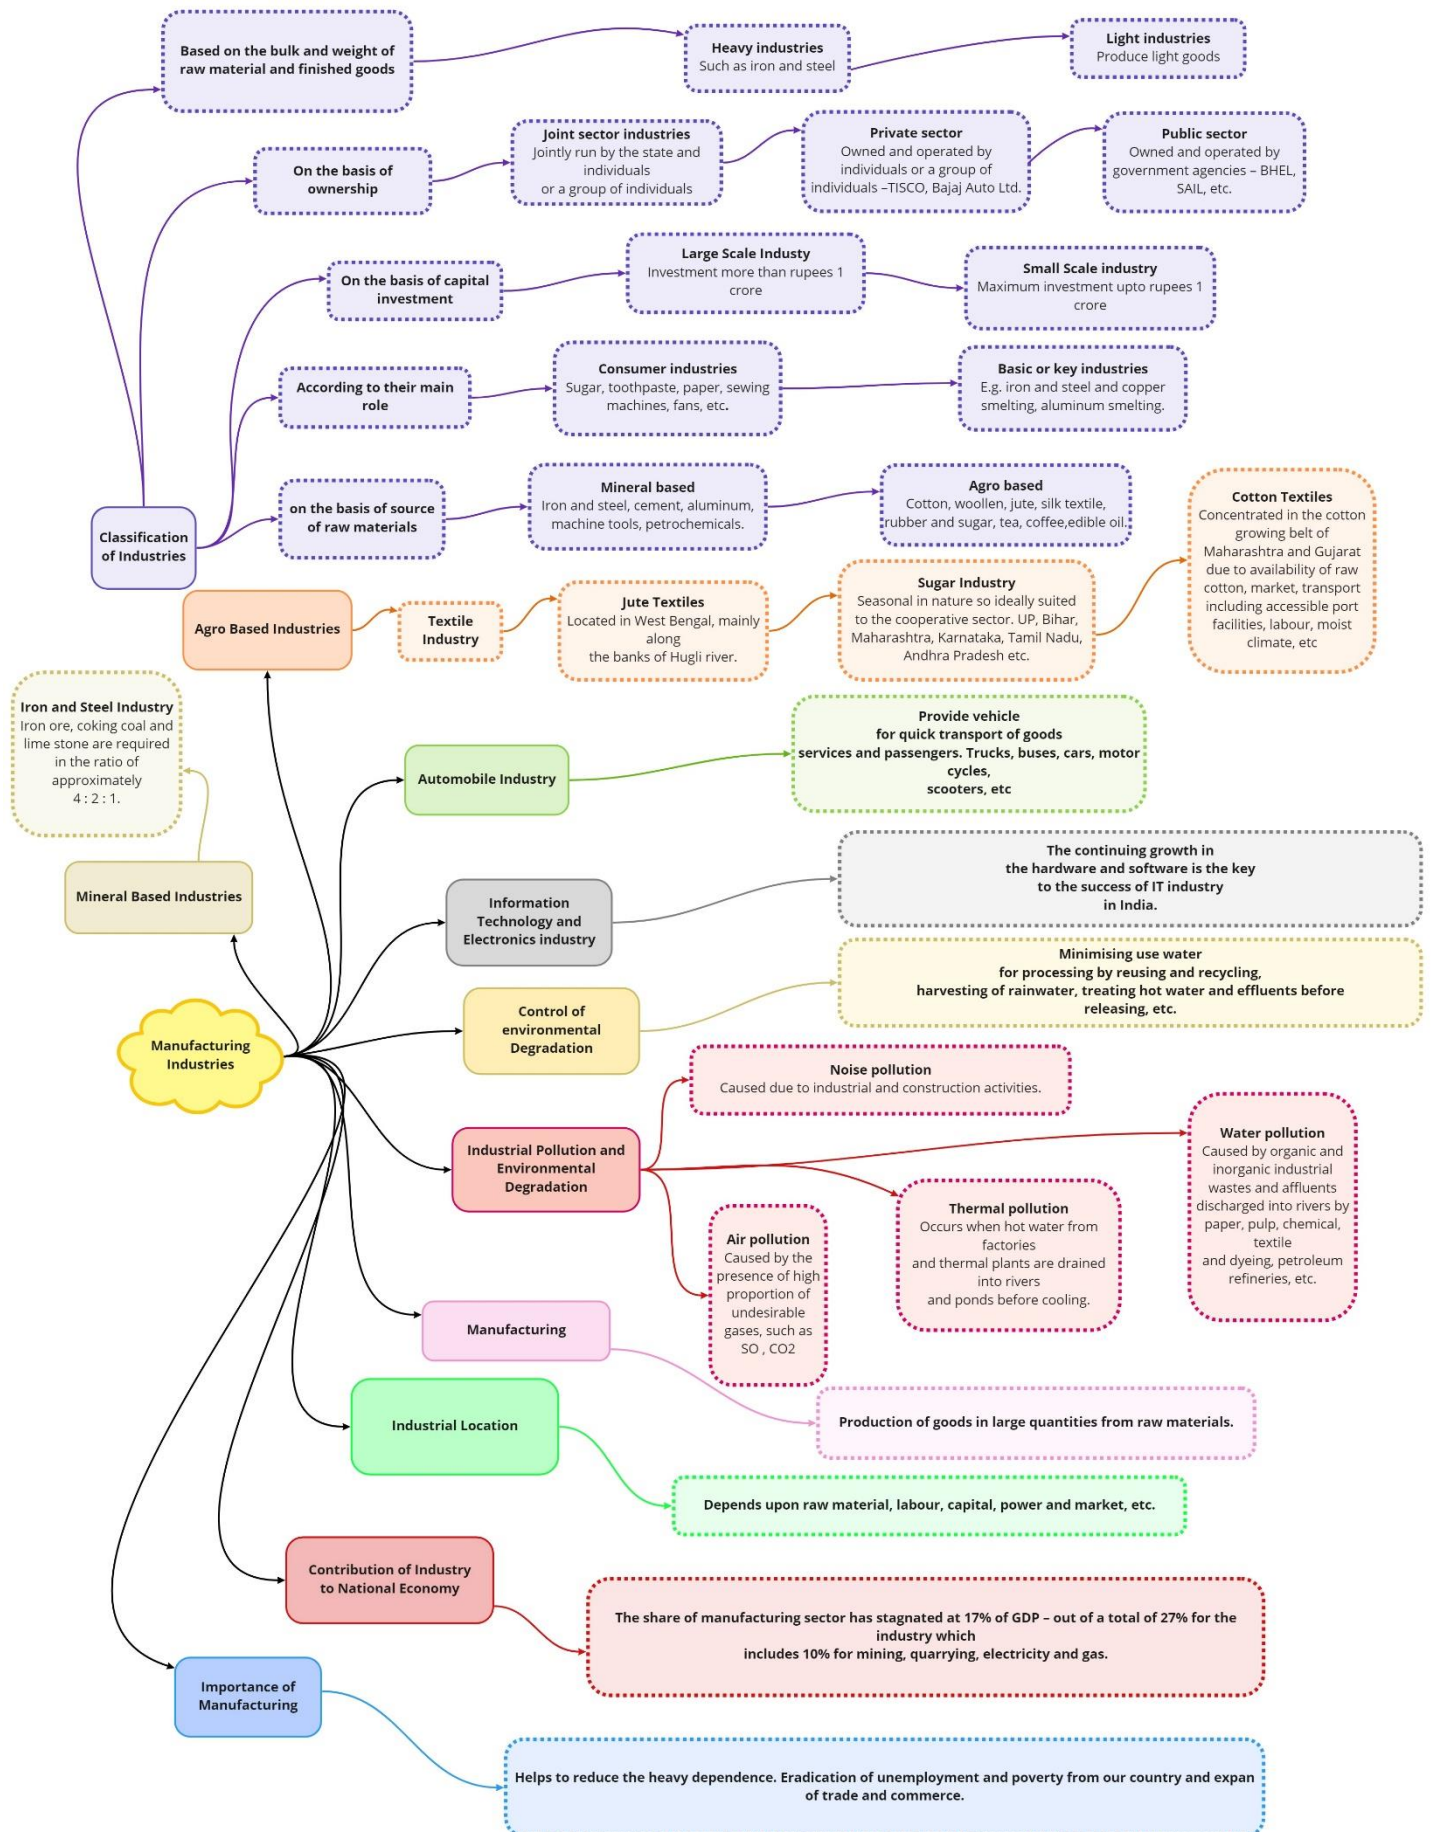 Based on the bulk and weight of
raw material and finished goods
Heavy industries
Such as iron and steel
Light industries
Produce light goods
On the basis of
ownership
Joint sector industries
Jointly run by the state and
individuals
or a group of individuals
Private sector
Owned and operated by
individuals or a group of
individuals –TISCO, Bajaj Auto Ltd.
Public sector
Owned and operated by
government agencies – BHEL,
SAIL, etc.
On the basis of capital
investment
Large Scale Industy
Investment more than rupees 1
crore
Small Scale industry
Maximum investment upto rupees 1
crore
According to their main
role
Consumer industries
Sugar, toothpaste, paper, sewing
machines, fans, etc.
Basic or key industries
E.g. iron and steel and copper
smelting, aluminum smelting.
on the basis of source
of raw materials
Mineral based
Iron and steel, cement, aluminum,
machine tools, petrochemicals.
Agro based
Cotton, woollen, jute, silk textile,
rubber and sugar, tea, coffee,edible oil.
Classification
of Industries
Cotton Textiles
Concentrated in the cotton
growing belt of
Maharashtra and Gujarat
due to availability of raw
cotton, market, transport
including accessible port
facilities, labour, moist
climate, etc
Agro Based Industries
Textile
Industry
Jute Textiles
Located in West Bengal, mainly
along
the banks of Hugli river.
Sugar Industry
Seasonal in nature so ideally suited
to the cooperative sector. UP, Bihar,
Maharashtra, Karnataka, Tamil Nadu,
Andhra Pradesh etc.
Iron and Steel Industry
Iron ore, coking coal and
lime stone are required
in the ratio of
approximately
4 : 2 : 1.
Mineral Based Industries
Automobile Industry
Provide vehicle
for quick transport of goods
services and passengers. Trucks, buses, cars, motor
cycles,
scooters, etc
Information
Technology and
Electronics industry
The continuing growth in
the hardware and software is the key
to the success of IT industry
in India.
Control of
environmental
Degradation
Minimising use water
for processing by reusing and recycling,
harvesting of rainwater, treating hot water and effluents before
releasing, etc.
Manufacturing
Industries
Industrial Pollution and
Environmental
Degradation
Noise pollution
Caused due to industrial and construction activities.
Water pollution
Caused by organic and
inorganic industrial
wastes and affluents
discharged into rivers by
paper, pulp, chemical,
textile
and dyeing, petroleum
refineries, etc.
Thermal pollution
Occurs when hot water from
factories
and thermal plants are drained
into rivers
and ponds before cooling.
Air pollution
Caused by the
presence of high
proportion of
undesirable
gases, such as
SO , CO2
Manufacturing
Production of goods in large quantities from raw materials.
Industrial Location
Depends upon raw material, labour, capital, power and market, etc.
Contribution of Industry
to National Economy
The share of manufacturing sector has stagnated at 17% of GDP – out of a total of 27% for the
industry which
includes 10% for mining, quarrying, electricity and gas.
Importance of
Manufacturing
Helps to reduce the heavy dependence. Eradication of unemployment and poverty from our country and expan
of trade and commerce.